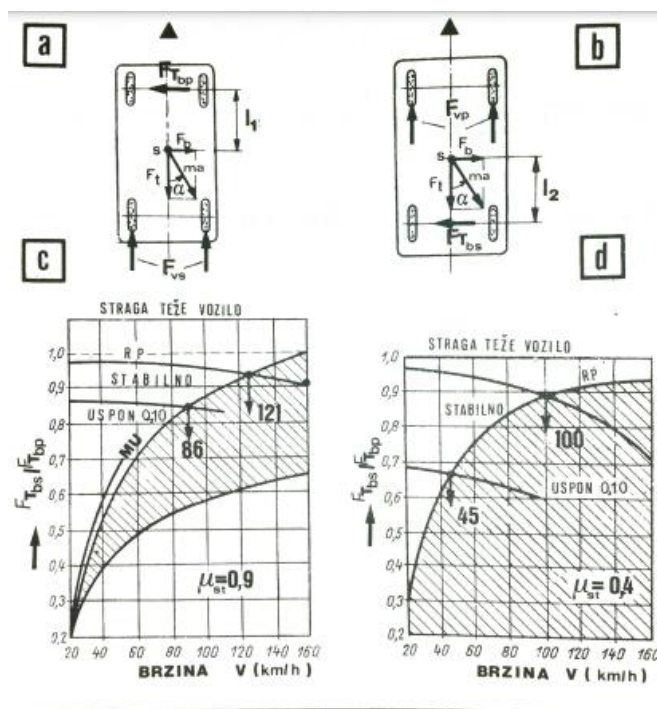 a
b
F_Tbp
l₁
S
F_b
F_t
ma
α
F_vs
F_vp
S
F_b
F_t
ma
α
l₂
F_Tbs
c
d
STRAGA TEŽE VOZILO
RP
STABILNO
USPON 0,10
MU
121
86
μst=0,9
F_Tbs/F_Tbp
1,0
0,9
0,8
0,7
0,6
0,5
0,4
0,3
0,2
20 40 60 80 100 120 140 160
BRZINA V (km/h)
STRAGA TEŽE VOZILO
RP
STABILNO
100
USPON 0,10
45
μst=0,4
F_Tbs/F_Tbp
1,0
0,9
0,8
0,7
0,6
0,5
0,4
0,3
0,2
20 40 60 80 100 120 140 160
BRZINA V (km/h)